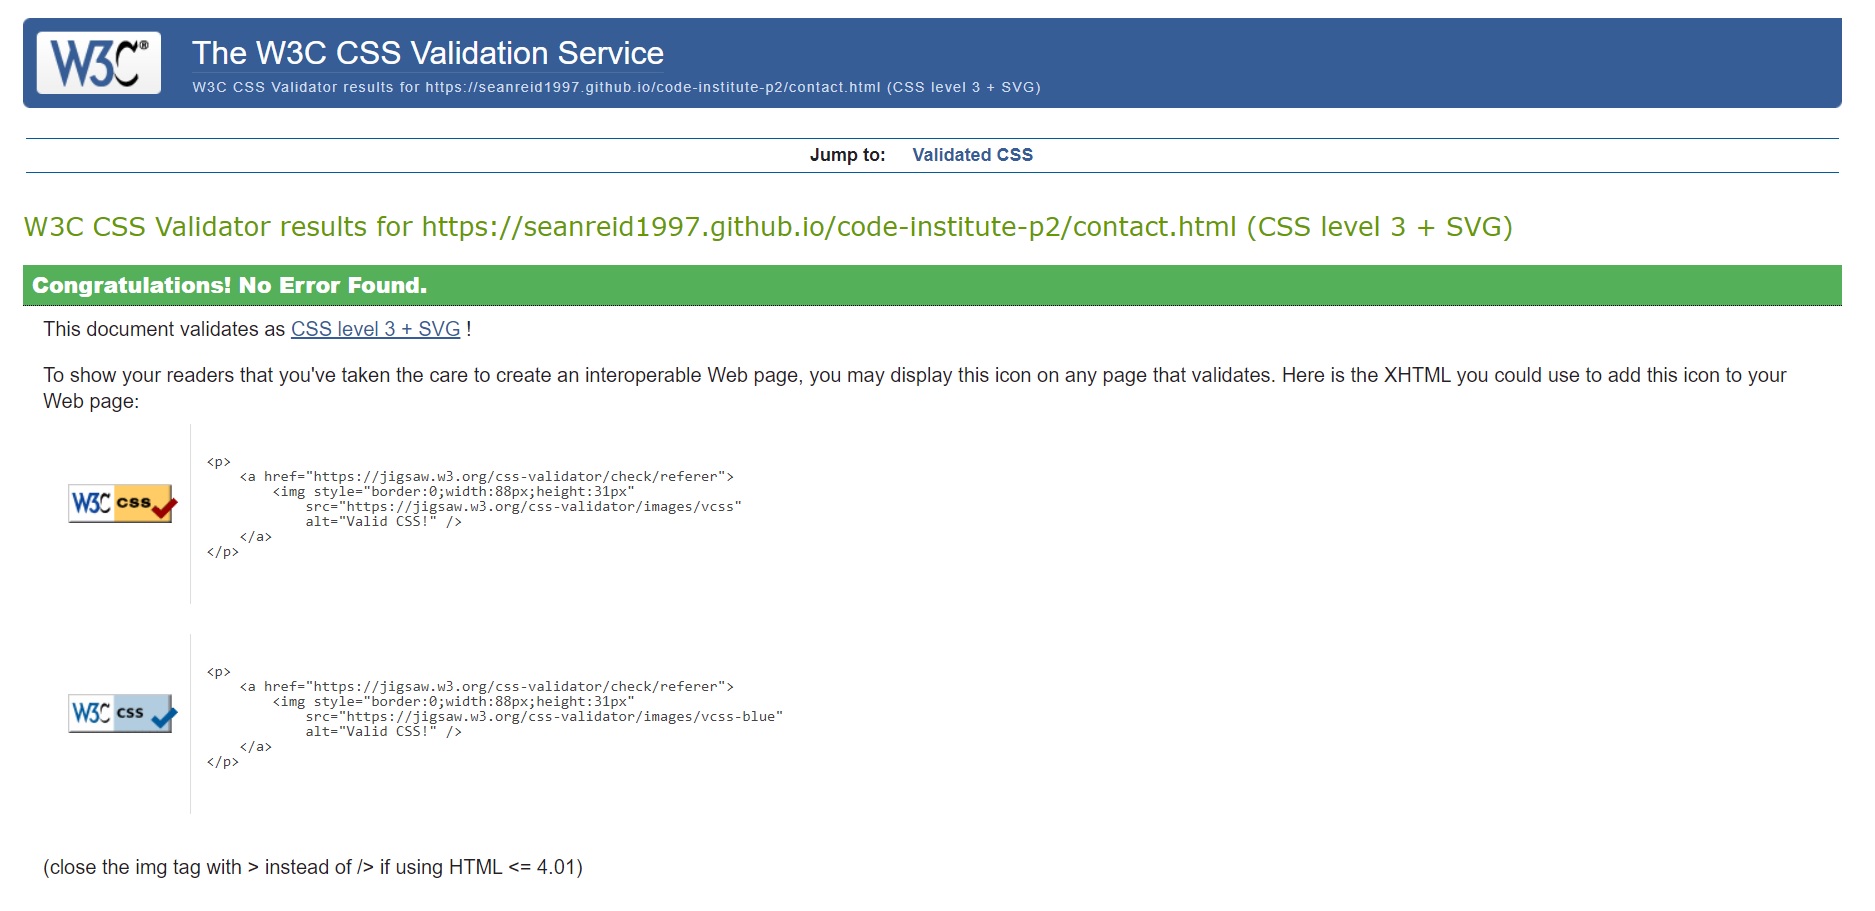 W3C®
The W3C CSS Validation Service
W3C CSS Validator results for https://seanreid1997.github.io/code-institute-p2/contact.html (CSS level 3 + SVG)
Jump to: Validated CSS
W3C CSS Validator results for https://seanreid1997.github.io/code-institute-p2/contact.html (CSS level 3 + SVG)
Congratulations! No Error Found.
This document validates as CSS level 3 + SVG !
To show your readers that you've taken the care to create an interoperable Web page, you may display this icon on any page that validates. Here is the XHTML you could use to add this icon to your
Web page:
<p>
    <a href="https://jigsaw.w3.org/css-validator/check/referer">
        <img style="border:0;width:88px;height:31px"
            src="https://jigsaw.w3.org/css-validator/images/vcss"
            alt="Valid CSS!" />
    </a>
</p>
W3C css
<p>
    <a href="https://jigsaw.w3.org/css-validator/check/referer">
        <img style="border:0;width:88px;height:31px"
            src="https://jigsaw.w3.org/css-validator/images/vcss-blue"
            alt="Valid CSS!" />
    </a>
</p>
W3C css
(close the img tag with > instead of /> if using HTML <= 4.01)